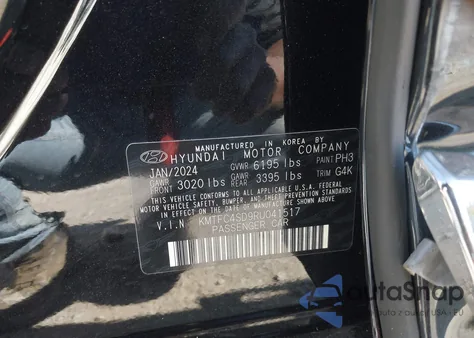 MANUFACTURED IN KOREA BY
HYUNDAI MOTOR COMPANY
JAN/2024 GVWR 6195 lbs PAINT PH3
GAWR FRONT 3020 lbs GAWR REAR 3395 lbs TRIM G4K
THIS VEHICLE CONFORMS TO ALL APPLICABLE U.S.A. FEDERAL
MOTOR VEHICLE SAFETY, BUMPER, AND THEFT PREVENTION
STANDARDS IN EFFECT ON THE DATE OF MANUFACTURE
SHOWN ABOVE.
V.I.N KMTFC4SD9RU041517
PASSENGER CAR
autoSnap